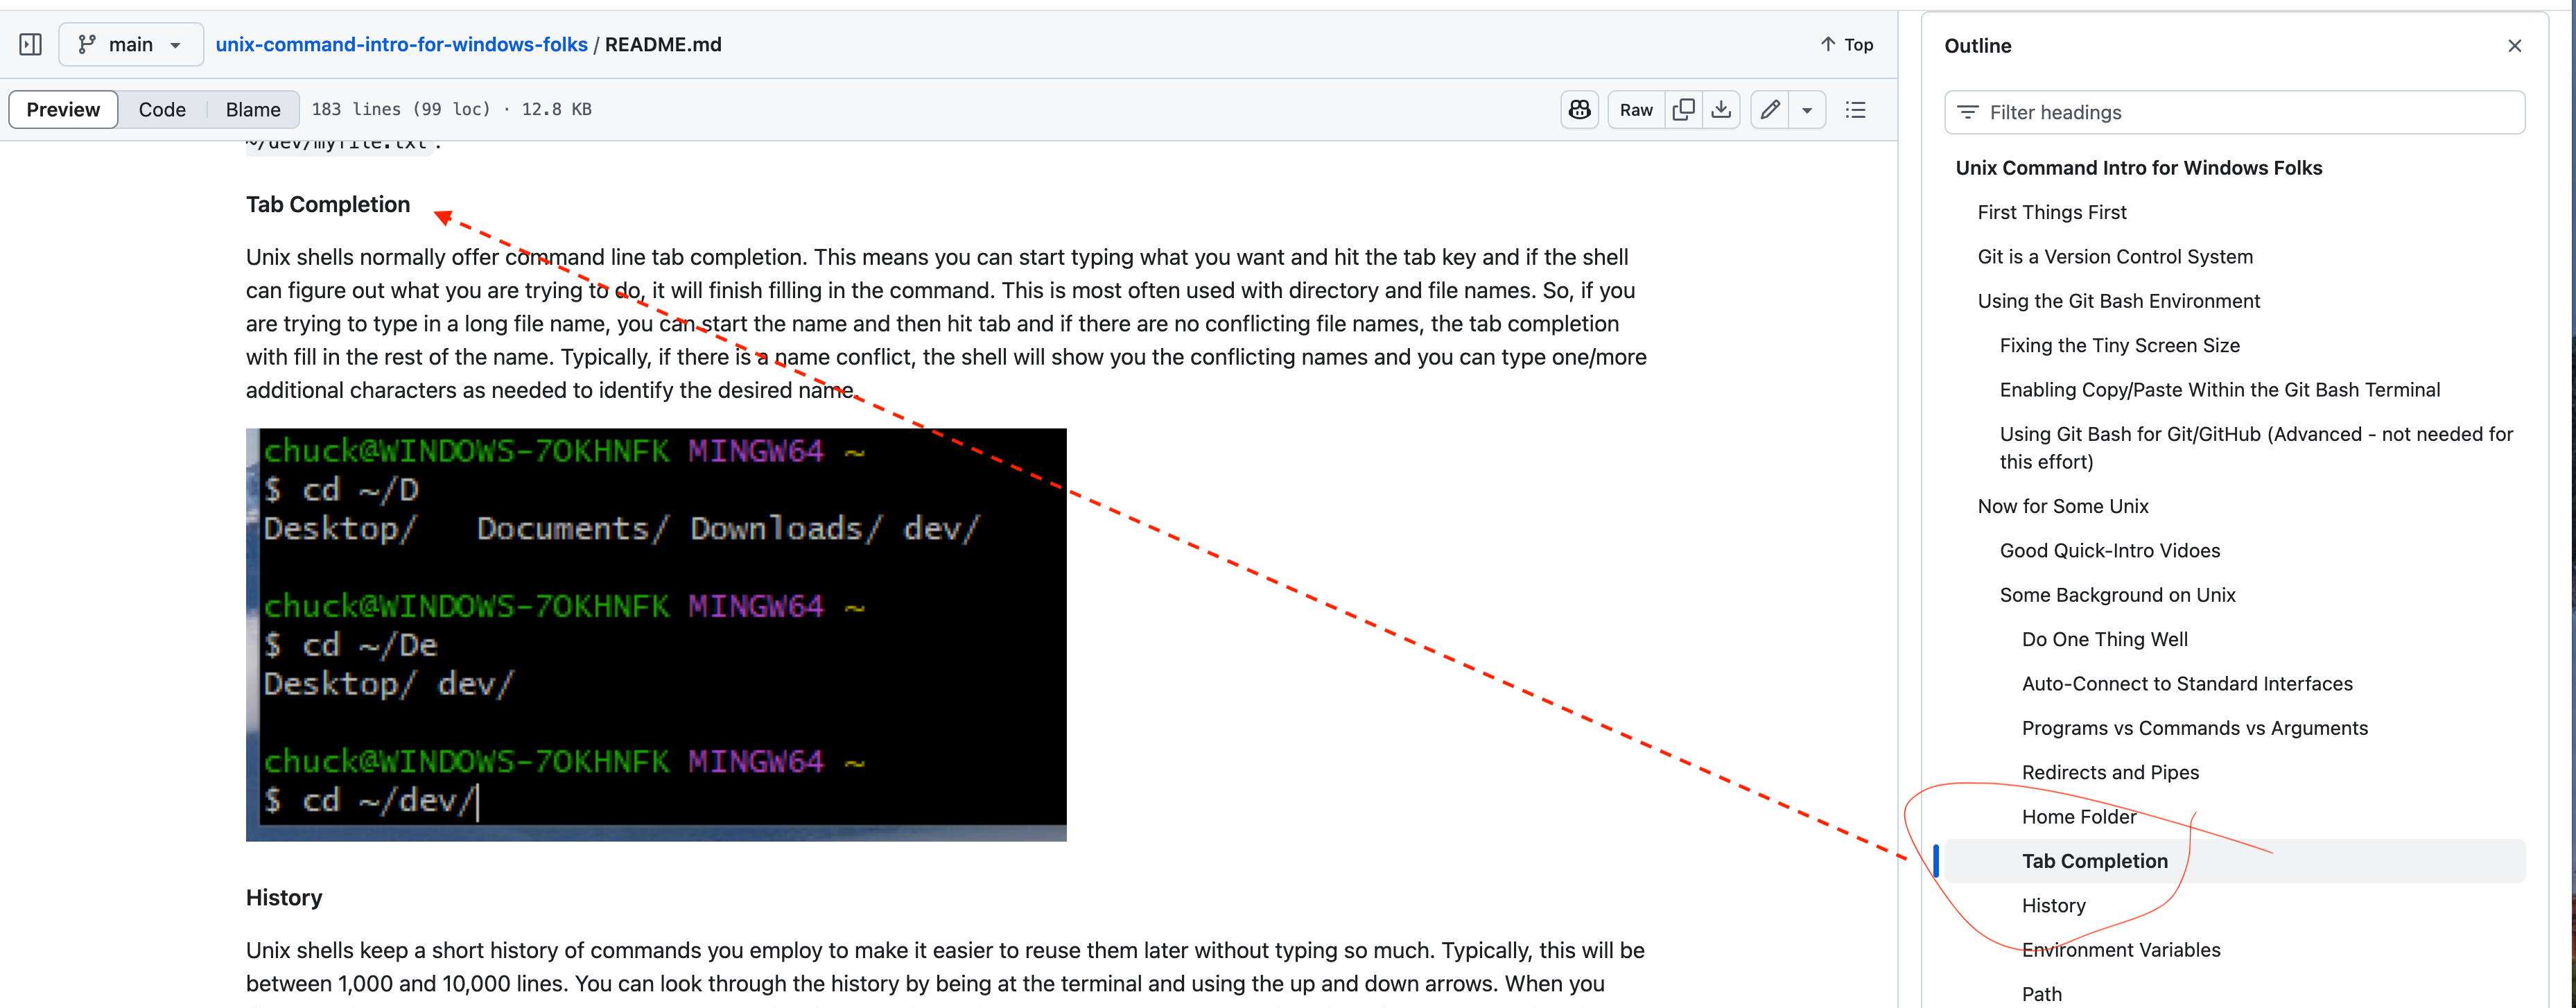 main
unix-command-intro-for-windows-folks / README.md
Top
Preview
Code
Blame
183 lines (99 loc) · 12.8 KB
Raw
~/dev/myfile.txt .
Tab Completion
Unix shells normally offer command line tab completion. This means you can start typing what you want and hit the tab key and if the shell
can figure out what you are trying to do, it will finish filling in the command. This is most often used with directory and file names. So, if you
are trying to type in a long file name, you can start the name and then hit tab and if there are no conflicting file names, the tab completion
with fill in the rest of the name. Typically, if there is a name conflict, the shell will show you the conflicting names and you can type one/more
additional characters as needed to identify the desired name.
chuck@WINDOWS-7OKHNFK MINGW64 ~
$ cd ~/D
Desktop/ Documents/ Downloads/ dev/
chuck@WINDOWS-7OKHNFK MINGW64 ~
$ cd ~/De
Desktop/ dev/
chuck@WINDOWS-7OKHNFK MINGW64 ~
$ cd ~/dev/
History
Unix shells keep a short history of commands you employ to make it easier to reuse them later without typing so much. Typically, this will be
between 1,000 and 10,000 lines. You can look through the history by being at the terminal and using the up and down arrows. When you
Outline
Filter headings
Unix Command Intro for Windows Folks
First Things First
Git is a Version Control System
Using the Git Bash Environment
Fixing the Tiny Screen Size
Enabling Copy/Paste Within the Git Bash Terminal
Using Git Bash for Git/GitHub (Advanced - not needed for
this effort)
Now for Some Unix
Good Quick-Intro Vidoes
Some Background on Unix
Do One Thing Well
Auto-Connect to Standard Interfaces
Programs vs Commands vs Arguments
Redirects and Pipes
Home Folder
Tab Completion
History
Environment Variables
Path